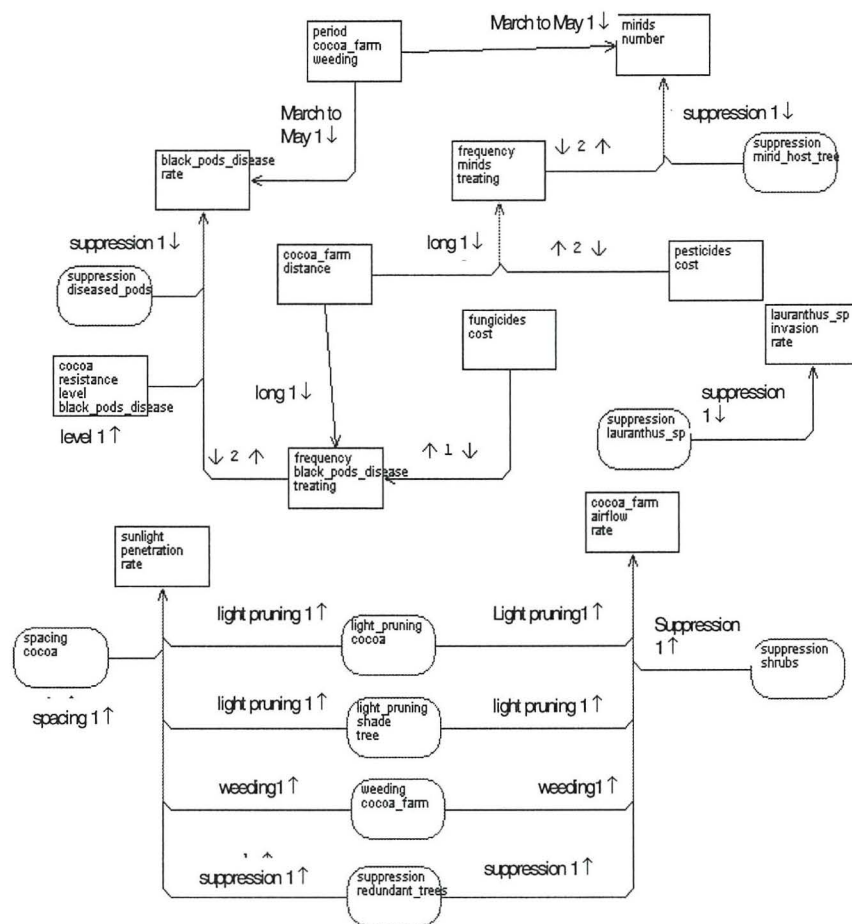 March to May 1 ↓
period
cocoa_farm
weeding
mirids
number
March to
May 1 ↓
suppression 1 ↓
black_pods_disease
rate
frequency
mirids
treating
↓ 2 ↑
suppression
mirid_host_tree
suppression 1 ↓
cocoa_farm
distance
long 1 ↓
↑ 2 ↓
pesticides
cost
suppression
diseased_pods
fungicides
cost
lauranthus_sp
invasion
rate
cocoa
resistance
level
black_pods_disease
level 1 ↑
long 1 ↓
suppression
1 ↓
suppression
lauranthus_sp
↓ 2 ↑
frequency
black_pods_disease
treating
↑ 1 ↓
cocoa_farm
airflow
rate
sunlight
penetration
rate
light pruning 1 ↑
Light pruning1 ↑
spacing
cocoa
light_pruning
cocoa
Suppression
1 ↑
suppression
shrubs
spacing 1 ↑
light pruning 1 ↑
light_pruning
shade
tree
light pruning 1 ↑
weeding1 ↑
weeding
cocoa_farm
weeding1 ↑
suppression 1 ↑
suppression
redundant_trees
suppression 1 ↑